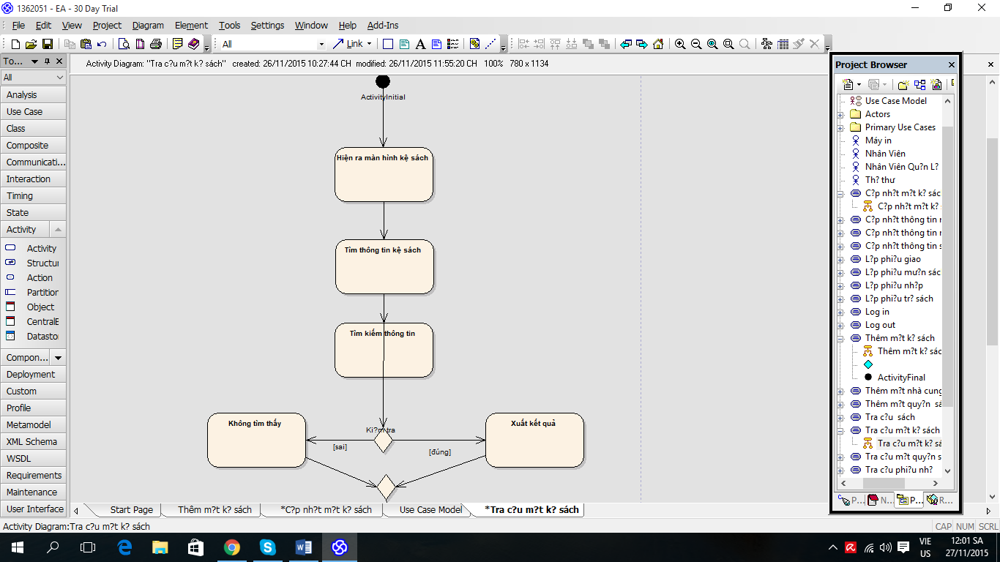 1362051 - EA - 30 Day Trial
File Edit View Project Diagram Element Tools Settings Window Help Add-Ins
All Link
To...
All
Analysis
Use Case
Class
Composite
Communicati...
Interaction
Timing
State
Activity
Activity
Structur
Action
Partition
Object
CentralB
Datasto
Compon...
Deployment
Custom
Profile
Metamodel
XML Schema
WSDL
Requirements
Maintenance
User Interface
Activity Diagram: "Tra c?u m?t k? sách" created: 26/11/2015 10:27:44 CH modified: 26/11/2015 11:55:20 CH 100% 780 x 1134
ActivityInitial
Hiện ra màn hình kệ sách
Tìm thông tin kệ sách
Tìm kiếm thông tin
Không tìm thấy
Ki?m tra
Xuất kết quả
[sai]
[đúng]
Project Browser
Use Case Model
Actors
Primary Use Cases
Máy in
Nhân Viên
Nhân Viên Qu?n L?
Th? thư
C?p nh?t m?t k? sác
C?p nh?t m?t k?
C?p nh?t thông tin r
C?p nh?t thông tin r
C?p nh?t thông tin s
L?p phi?u giao
L?p phi?u mư?n sác
L?p phi?u nh?p
L?p phi?u tr? sách
Log in
Log out
Thêm m?t k? sách
Thêm m?t k? sác
ActivityFinal
Thêm m?t nhà cung
Thêm m?t quy?n sá
Tra c?u sách
Tra c?u m?t k? sách
Tra c?u m?t k? sá
Tra c?u m?t quy?n s
Tra c?u phi?u nh?
P... N... P... R...
Start Page Thêm m?t k? sách *C?p nh?t m?t k? sách Use Case Model *Tra c?u m?t k? sách
Activity Diagram:Tra c?u m?t k? sách CAP NUM SCRL
VIE
US
12:01 SA
27/11/2015